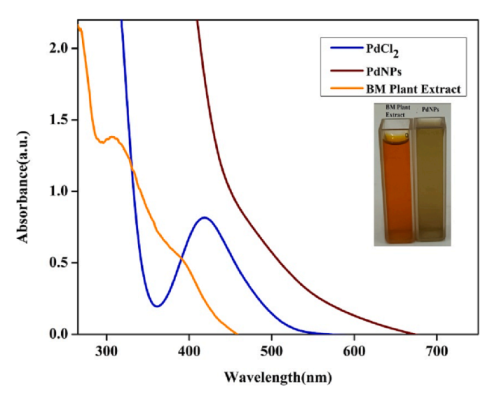 2.0
1.5
1.0
0.5
0.0
300
400
500
600
700
Absorbance(a.u.)
Wavelength(nm)
PdCl2
PdNPs
BM Plant Extract
BM Plant PdNPs
Extract